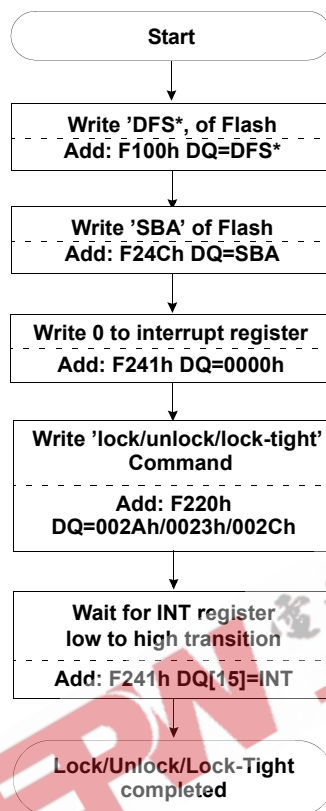 Start
Write 'DFS*, of Flash
Add: F100h DQ=DFS*
Write ’SBA’ of Flash
Add: F24Ch DQ=SBA
Write 0 to interrupt register
Add: F241h DQ=0000h
Write ’lock/unlock/lock-tight’
Command
Add: F220h
DQ=002Ah/0023h/002Ch
Wait for INT register
low to high transition
Add: F241h DQ[15]=INT
Lock/Unlock/Lock-Tight
completed